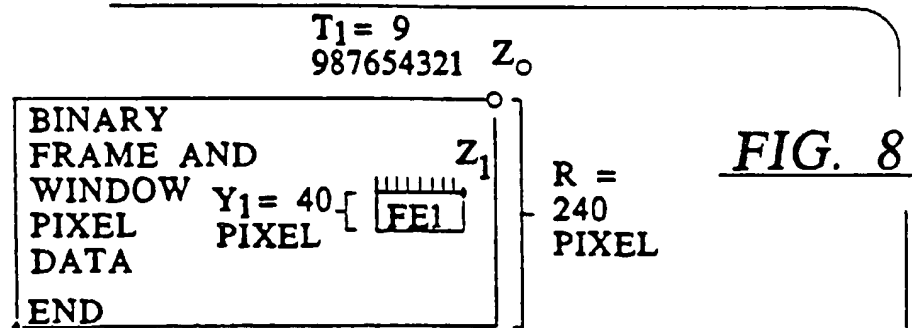 T1 = 9
987654321 Zo
BINARY
FRAME AND
WINDOW
PIXEL
DATA
END
Y1 = 40
PIXEL
Z1
FE1
R =
240
PIXEL
FIG. 8